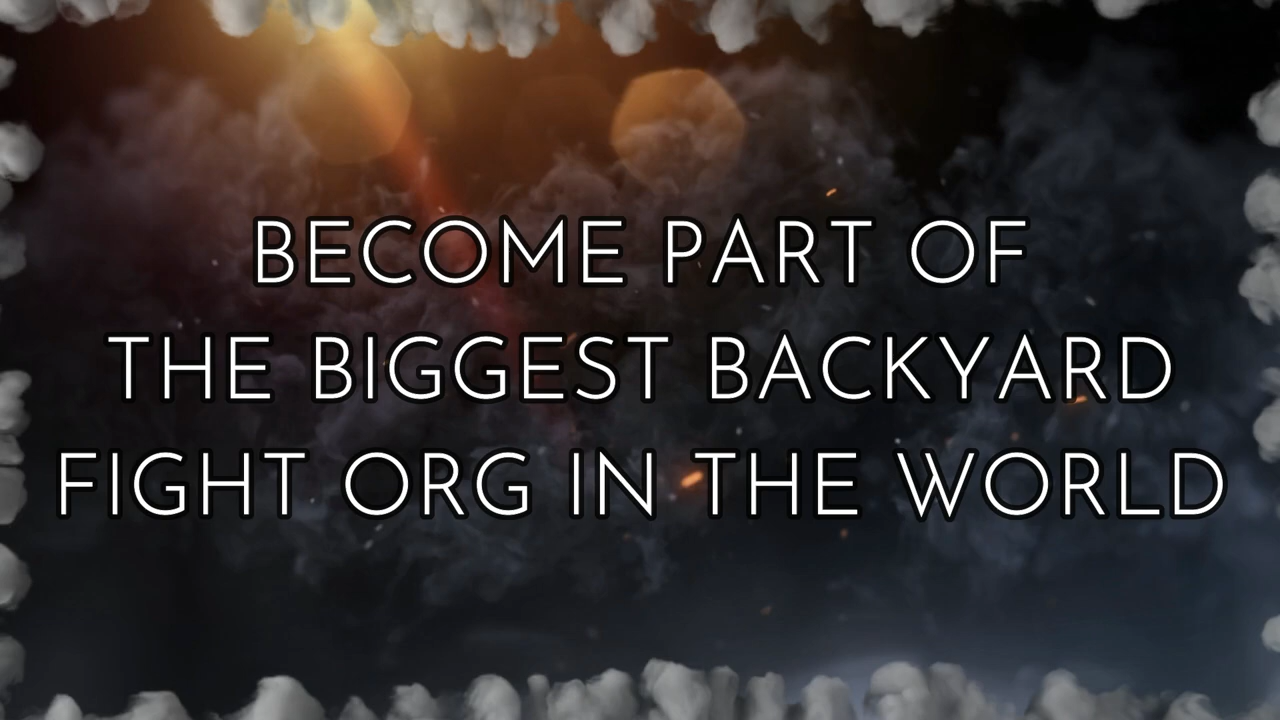 BECOME PART OF
THE BIGGEST BACKYARD
FIGHT ORG IN THE WORLD